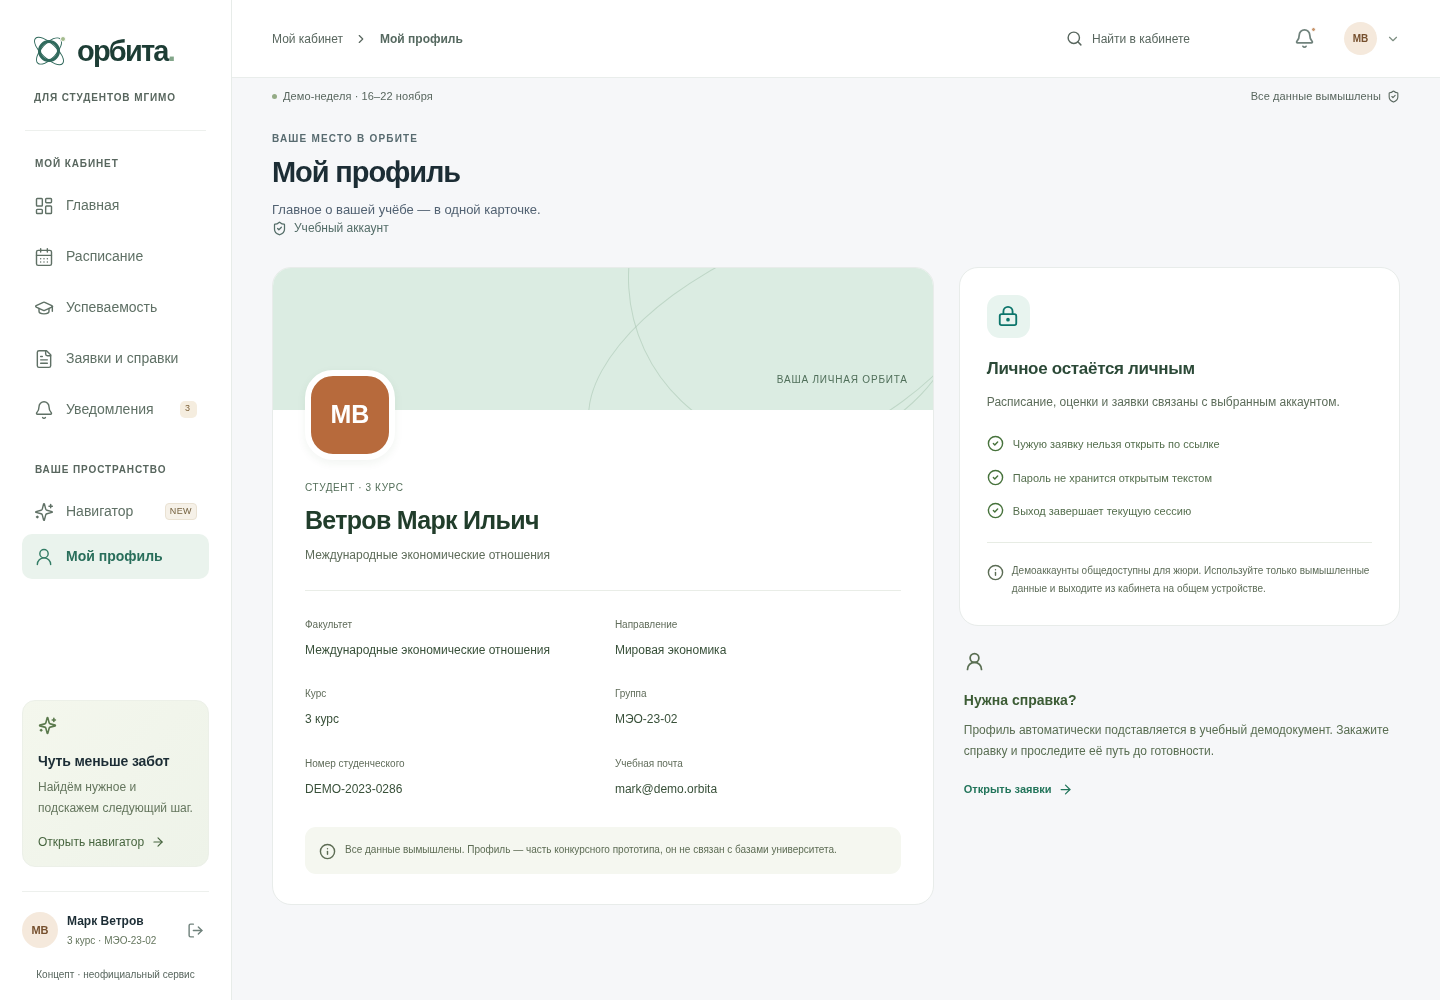 орбита.
ДЛЯ СТУДЕНТОВ МГИМО
МОЙ КАБИНЕТ
Главная
Расписание
Успеваемость
Заявки и справки
Уведомления 3
ВАШЕ ПРОСТРАНСТВО
Навигатор NEW
Мой профиль
Чуть меньше забот
Найдём нужное и
подскажем следующий шаг.
Открыть навигатор
МВ
Марк Ветров
3 курс · МЭО-23-02
Концепт · неофициальный сервис
Мой кабинет Мой профиль
Найти в кабинете
МВ
Демо-неделя · 16–22 ноября
Все данные вымышлены
ВАШЕ МЕСТО В ОРБИТЕ
Мой профиль
Главное о вашей учёбе — в одной карточке.
Учебный аккаунт
ВАША ЛИЧНАЯ ОРБИТА
МВ
СТУДЕНТ · 3 КУРС
Ветров Марк Ильич
Международные экономические отношения
Факультет
Международные экономические отношения
Направление
Мировая экономика
Курс
3 курс
Группа
МЭО-23-02
Номер студенческого
DEMO-2023-0286
Учебная почта
mark@demo.orbita
Все данные вымышлены. Профиль — часть конкурсного прототипа, он не связан с базами университета.
Личное остаётся личным
Расписание, оценки и заявки связаны с выбранным аккаунтом.
Чужую заявку нельзя открыть по ссылке
Пароль не хранится открытым текстом
Выход завершает текущую сессию
Демоаккаунты общедоступны для жюри. Используйте только вымышленные
данные и выходите из кабинета на общем устройстве.
Нужна справка?
Профиль автоматически подставляется в учебный демодокумент. Закажите
справку и проследите её путь до готовности.
Открыть заявки